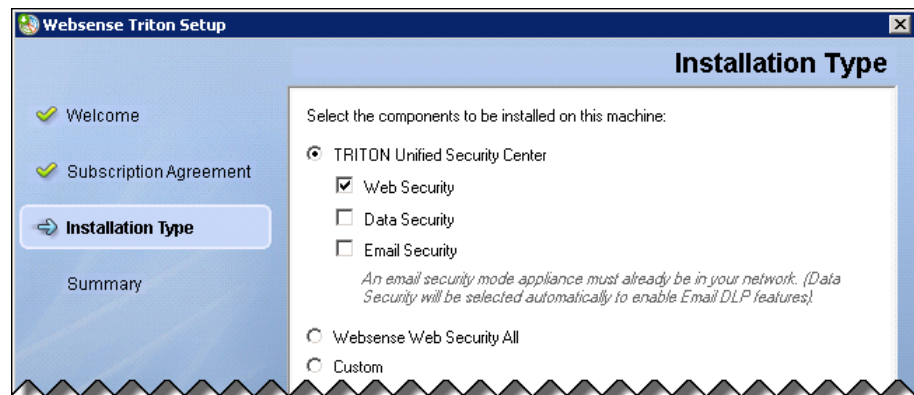 Websense Triton Setup
Installation Type
Welcome
Subscription Agreement
Installation Type
Summary
Select the components to be installed on this machine:
TRITON Unified Security Center
Web Security
Data Security
Email Security
An email security mode appliance must already be in your network. (Data
Security will be selected automatically to enable Email DLP features).
Websense Web Security All
Custom